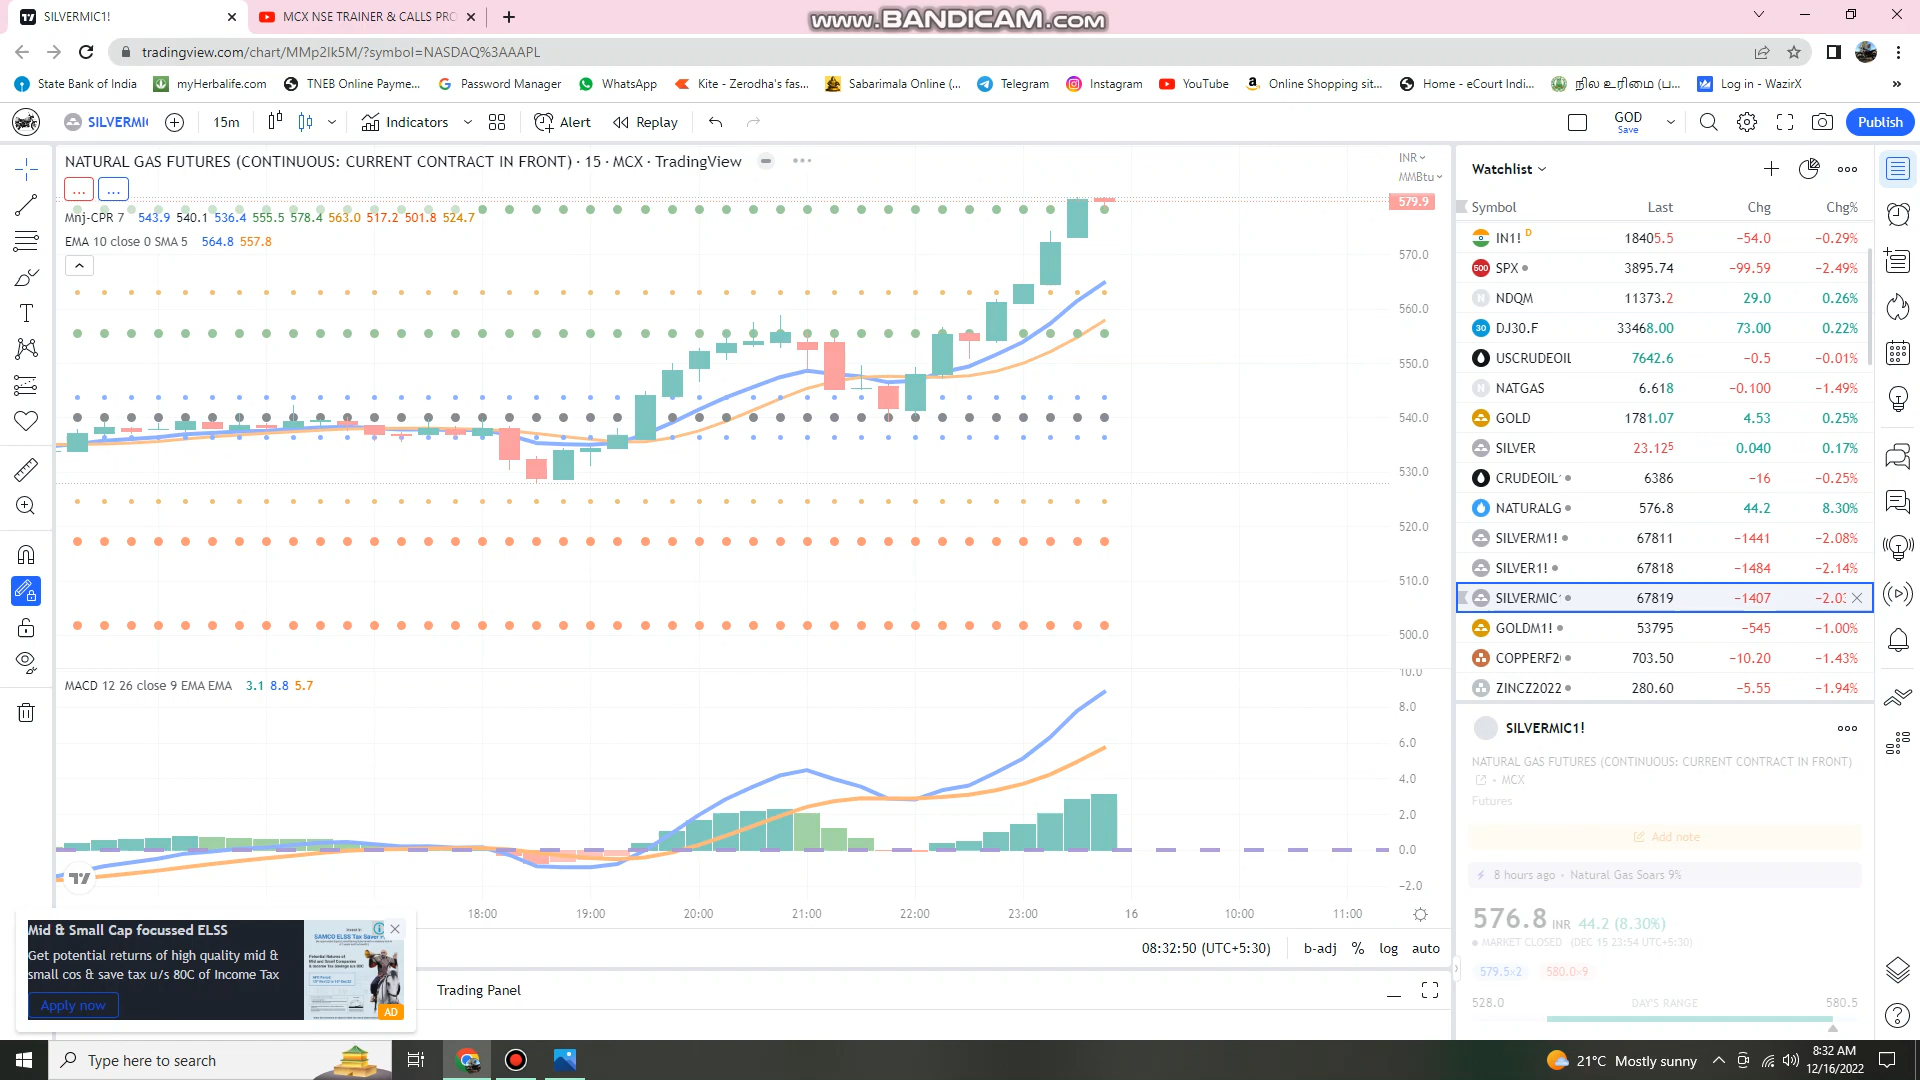 SILVERMIC1!
MCX NSE TRAINER & CALLS PRO
www.BANDICAM.com
tradingview.com/chart/MMp2Ik5M/?symbol=NASDAQ%3AAAPL
State Bank of India
myHerbalife.com
TNEB Online Payme...
Password Manager
WhatsApp
Kite - Zerodha's fas...
Sabarimala Online (...
Telegram
Instagram
YouTube
Online Shopping sit...
Home - eCourt Indi...
நில உரிமை (ப...
Log in - WazirX
SILVERMI
15m
Indicators
Alert
Replay
GOD
Save
Publish
NATURAL GAS FUTURES (CONTINUOUS: CURRENT CONTRACT IN FRONT) · 15 · MCX · TradingView
INR
MMBtu
Mnj-CPR 7 543.9 540.1 536.4 555.5 578.4 563.0 517.2 501.8 524.7
EMA 10 close 0 SMA 5 564.8 557.8
579.9
570.0
560.0
550.0
540.0
530.0
520.0
510.0
500.0
MACD 12 26 close 9 EMA EMA 3.1 8.8 5.7
10.0
8.0
6.0
4.0
2.0
0.0
−2.0
18:00 19:00 20:00 21:00 22:00 23:00 16 10:00 11:00
08:32:50 (UTC+5:30) b-adj % log auto
Trading Panel
Watchlist
Symbol Last Chg Chg%
IN1! D 18405.5 −54.0 −0.29%
SPX 3895.74 −99.59 −2.49%
NDQM 11373.2 29.0 0.26%
DJ30.F 33468.00 73.00 0.22%
USCRUDEOIL 7642.6 −0.5 −0.01%
NATGAS 6.618 −0.100 −1.49%
GOLD 1781.07 4.53 0.25%
SILVER 23.125 0.040 0.17%
CRUDEOIL 6386 −16 −0.25%
NATURALG 576.8 44.2 8.30%
SILVERM1! 67811 −1441 −2.08%
SILVER1! 67818 −1484 −2.14%
SILVERMIC 67819 −1407 −2.03
GOLDM1! 53795 −545 −1.00%
COPPERF2 703.50 −10.20 −1.43%
ZINCZ2022 280.60 −5.55 −1.94%
SILVERMIC1!
NATURAL GAS FUTURES (CONTINUOUS: CURRENT CONTRACT IN FRONT)
MCX
Futures
Add note
8 hours ago · Natural Gas Soars 9%
576.8 INR 44.2 (8.30%)
MARKET CLOSED (DEC 15 23:54 UTC+5:30)
579.5×2 580.0×9
528.0 DAY'S RANGE 580.5
Mid & Small Cap focussed ELSS
Get potential returns of high quality mid &
small cos & save tax u/s 80C of Income Tax
Apply now
AD
Type here to search
21°C Mostly sunny
8:32 AM
12/16/2022